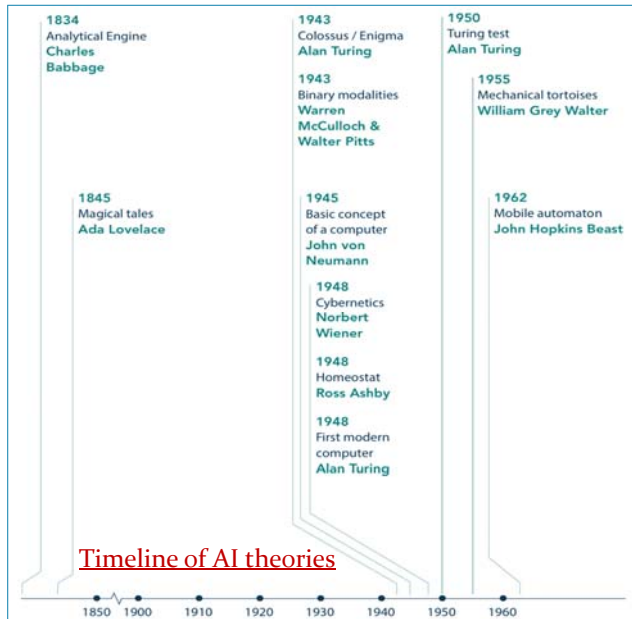 1834
Analytical Engine
Charles
Babbage
1845
Magical tales
Ada Lovelace
1943
Colossus / Enigma
Alan Turing
1943
Binary modalities
Warren
McCulloch &
Walter Pitts
1945
Basic concept
of a computer
John von
Neumann
1948
Cybernetics
Norbert
Wiener
1948
Homeostat
Ross Ashby
1948
First modern
computer
Alan Turing
1950
Turing test
Alan Turing
1955
Mechanical tortoises
William Grey Walter
1962
Mobile automaton
John Hopkins Beast
Timeline of AI theories
1850 1900 1910 1920 1930 1940 1950 1960